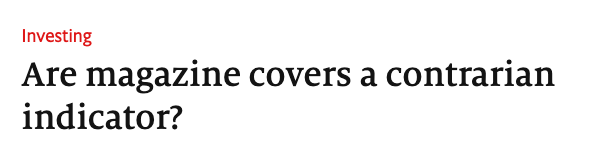 Investing
Are magazine covers a contrarian
indicator?